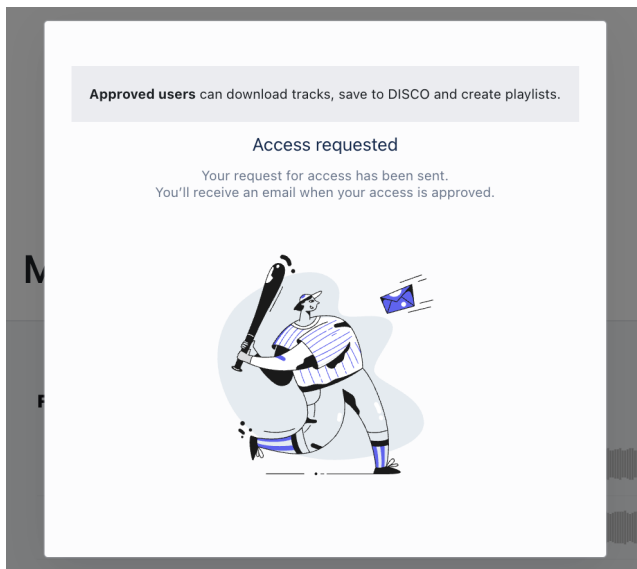 Approved users can download tracks, save to DISCO and create playlists.
Access requested
Your request for access has been sent.
You'll receive an email when your access is approved.
M
F